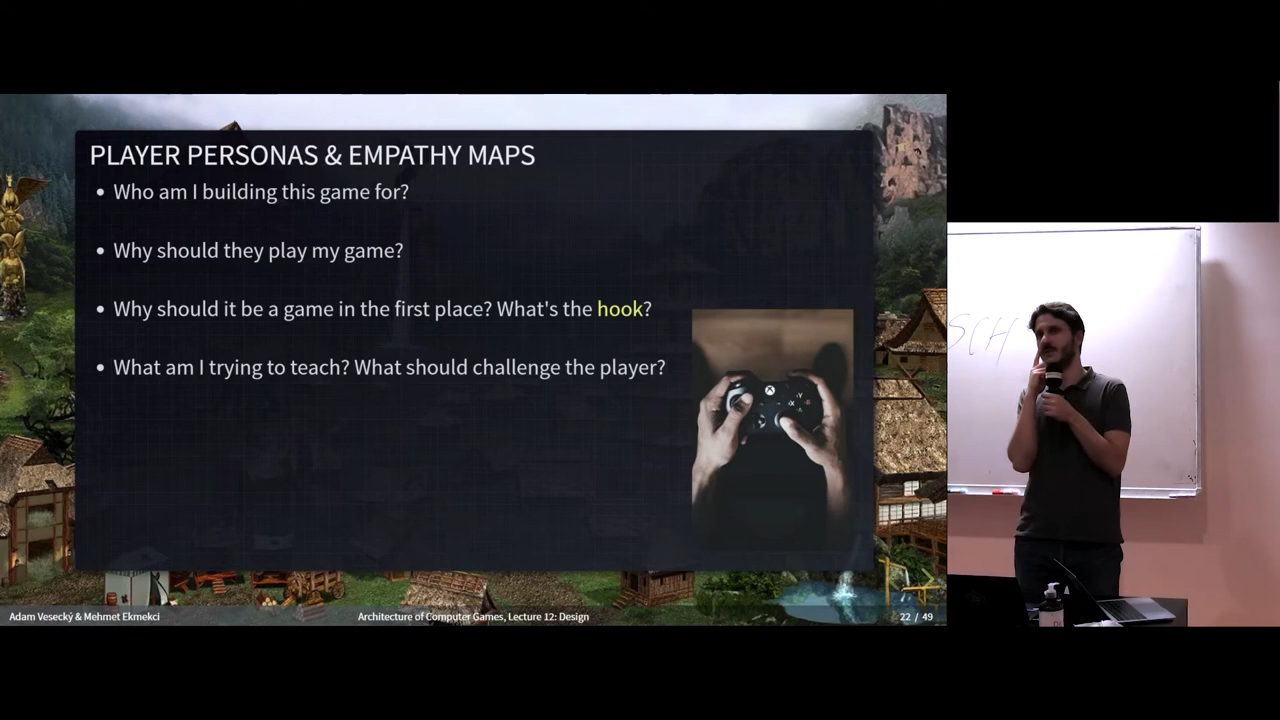 PLAYER PERSONAS & EMPATHY MAPS
• Who am I building this game for?
• Why should they play my game?
• Why should it be a game in the first place? What's the hook?
• What am I trying to teach? What should challenge the player?
SCH
Adam Vesecký & Mehmet Ekmekci
Architecture of Computer Games, Lecture 12: Design
22 / 49